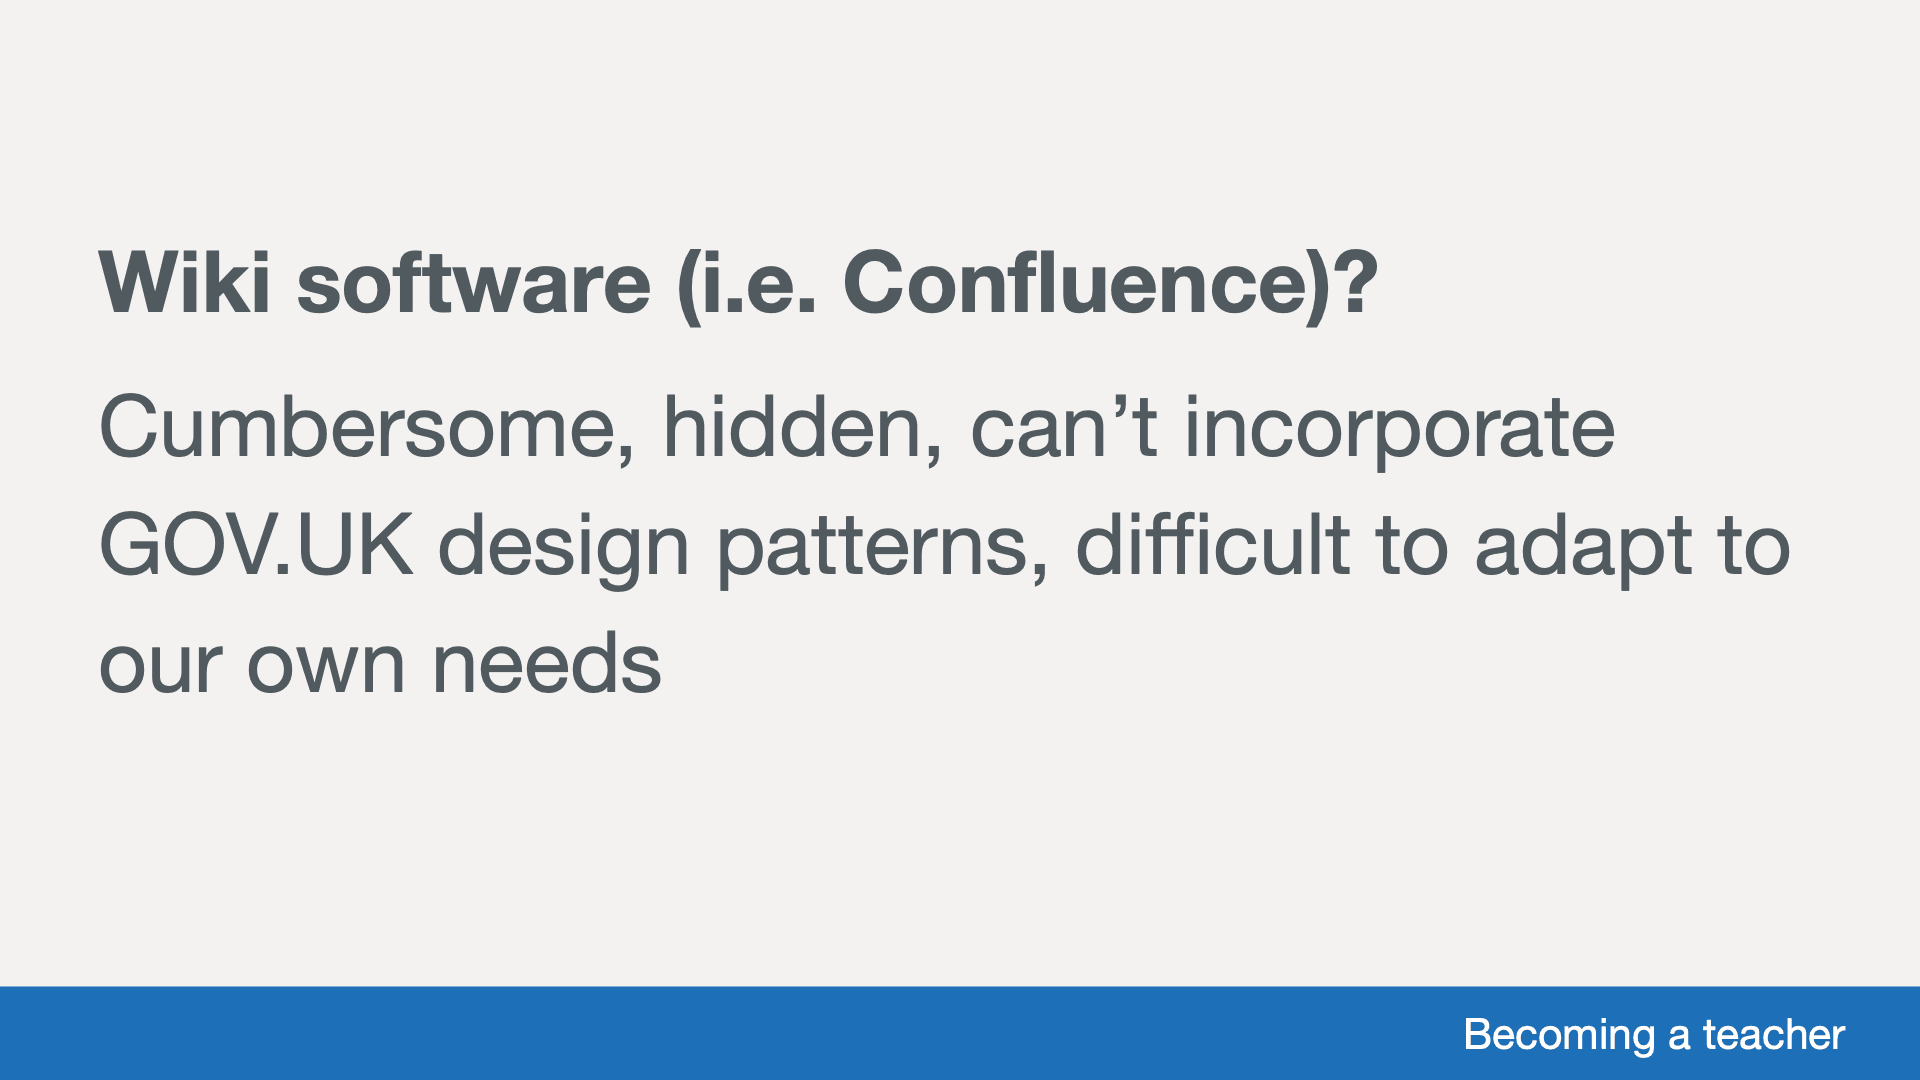 Wiki software (i.e. Confluence)?
Cumbersome, hidden, can’t incorporate
GOV.UK design patterns, difficult to adapt to
our own needs
Becoming a teacher